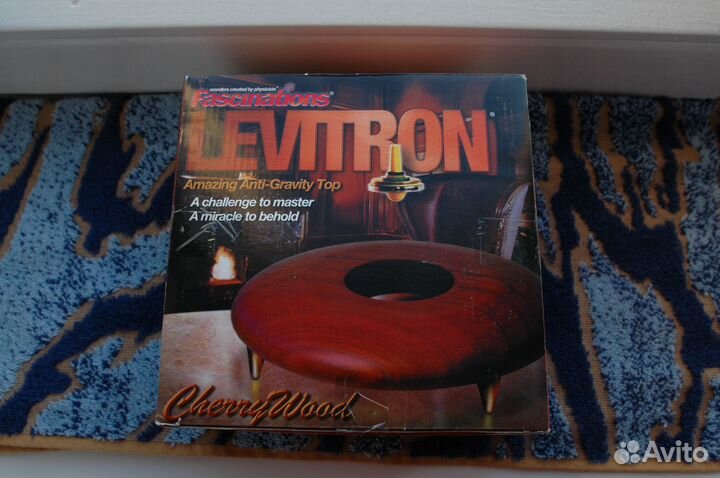 wonders created by physicists®
Fascinations®
LEVITRON®
Amazing Anti-Gravity Top
A challenge to master
A miracle to behold
CherryWood
Avito